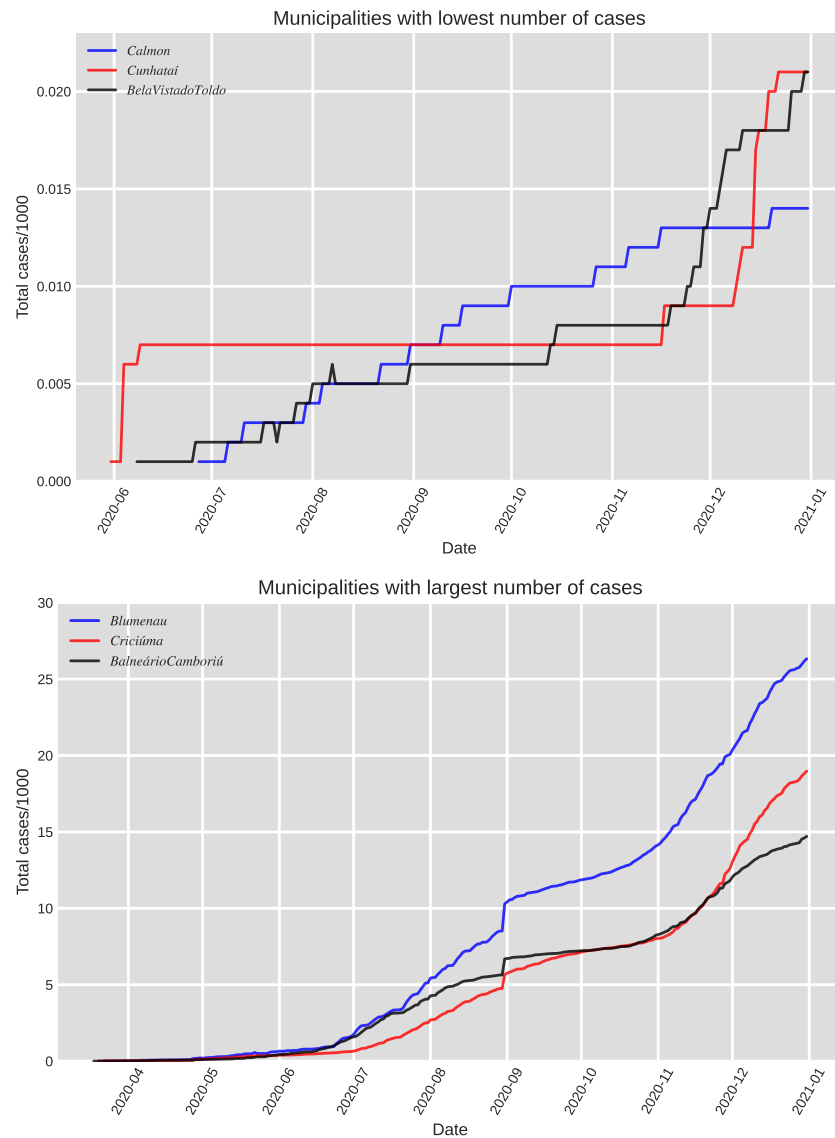 Municipalities with lowest number of cases
Calmon
Cunhataí
BelaVistadoToldo
0.020
0.015
0.010
0.005
0.000
Total cases/1000
2020-06
2020-07
2020-08
2020-09
2020-10
2020-11
2020-12
2021-01
Date
Municipalities with largest number of cases
Blumenau
Criciúma
BalneárioCamboriú
30
25
20
15
10
5
0
Total cases/1000
2020-04
2020-05
2020-06
2020-07
2020-08
2020-09
2020-10
2020-11
2020-12
2021-01
Date